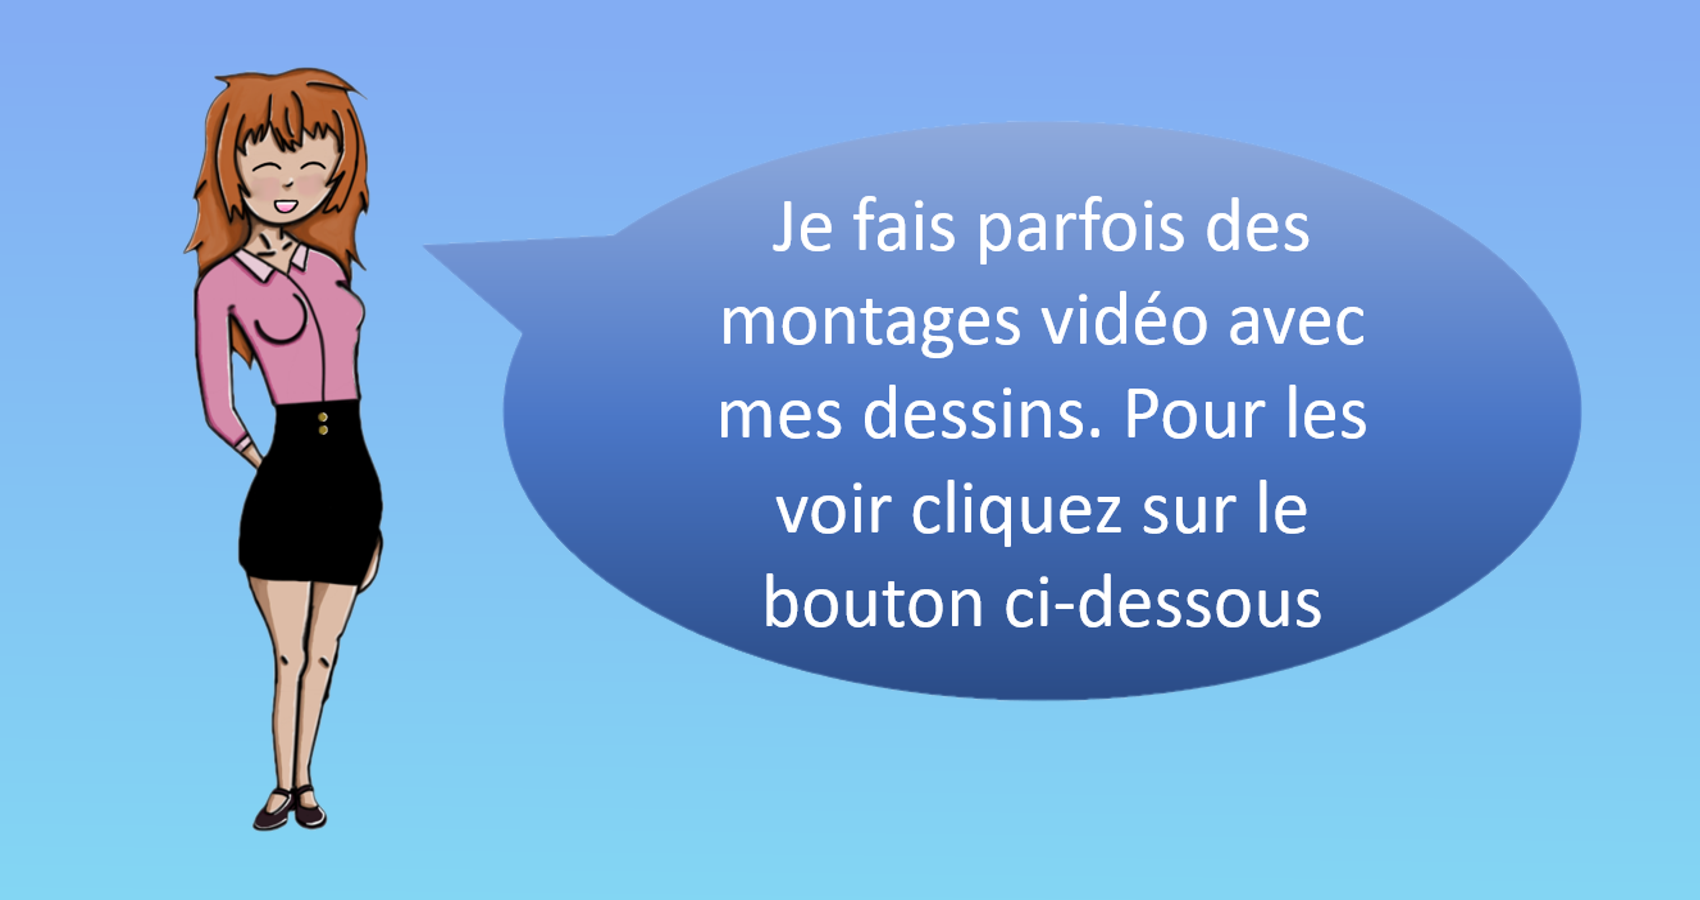 Je fais parfois des
montages vidéo avec
mes dessins. Pour les
voir cliquez sur le
bouton ci-dessous